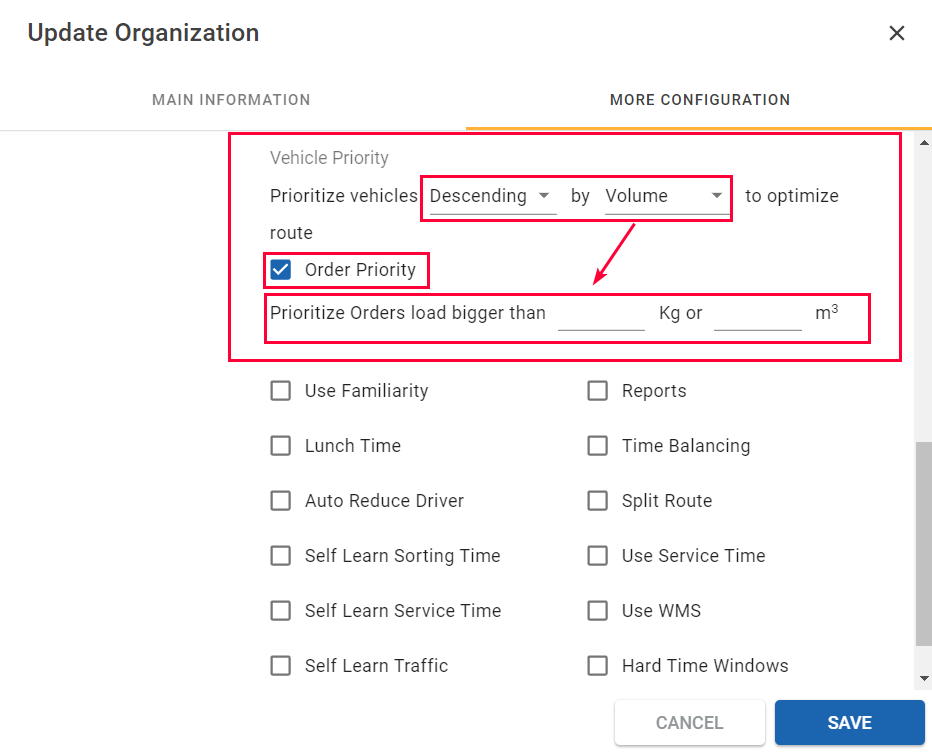 Update Organization
MAIN INFORMATION
MORE CONFIGURATION
Vehicle Priority
Prioritize vehicles Descending by Volume to optimize
route
Order Priority
Prioritize Orders load bigger than Kg or m³
Use Familiarity
Reports
Lunch Time
Time Balancing
Auto Reduce Driver
Split Route
Self Learn Sorting Time
Use Service Time
Self Learn Service Time
Use WMS
Self Learn Traffic
Hard Time Windows
CANCEL
SAVE